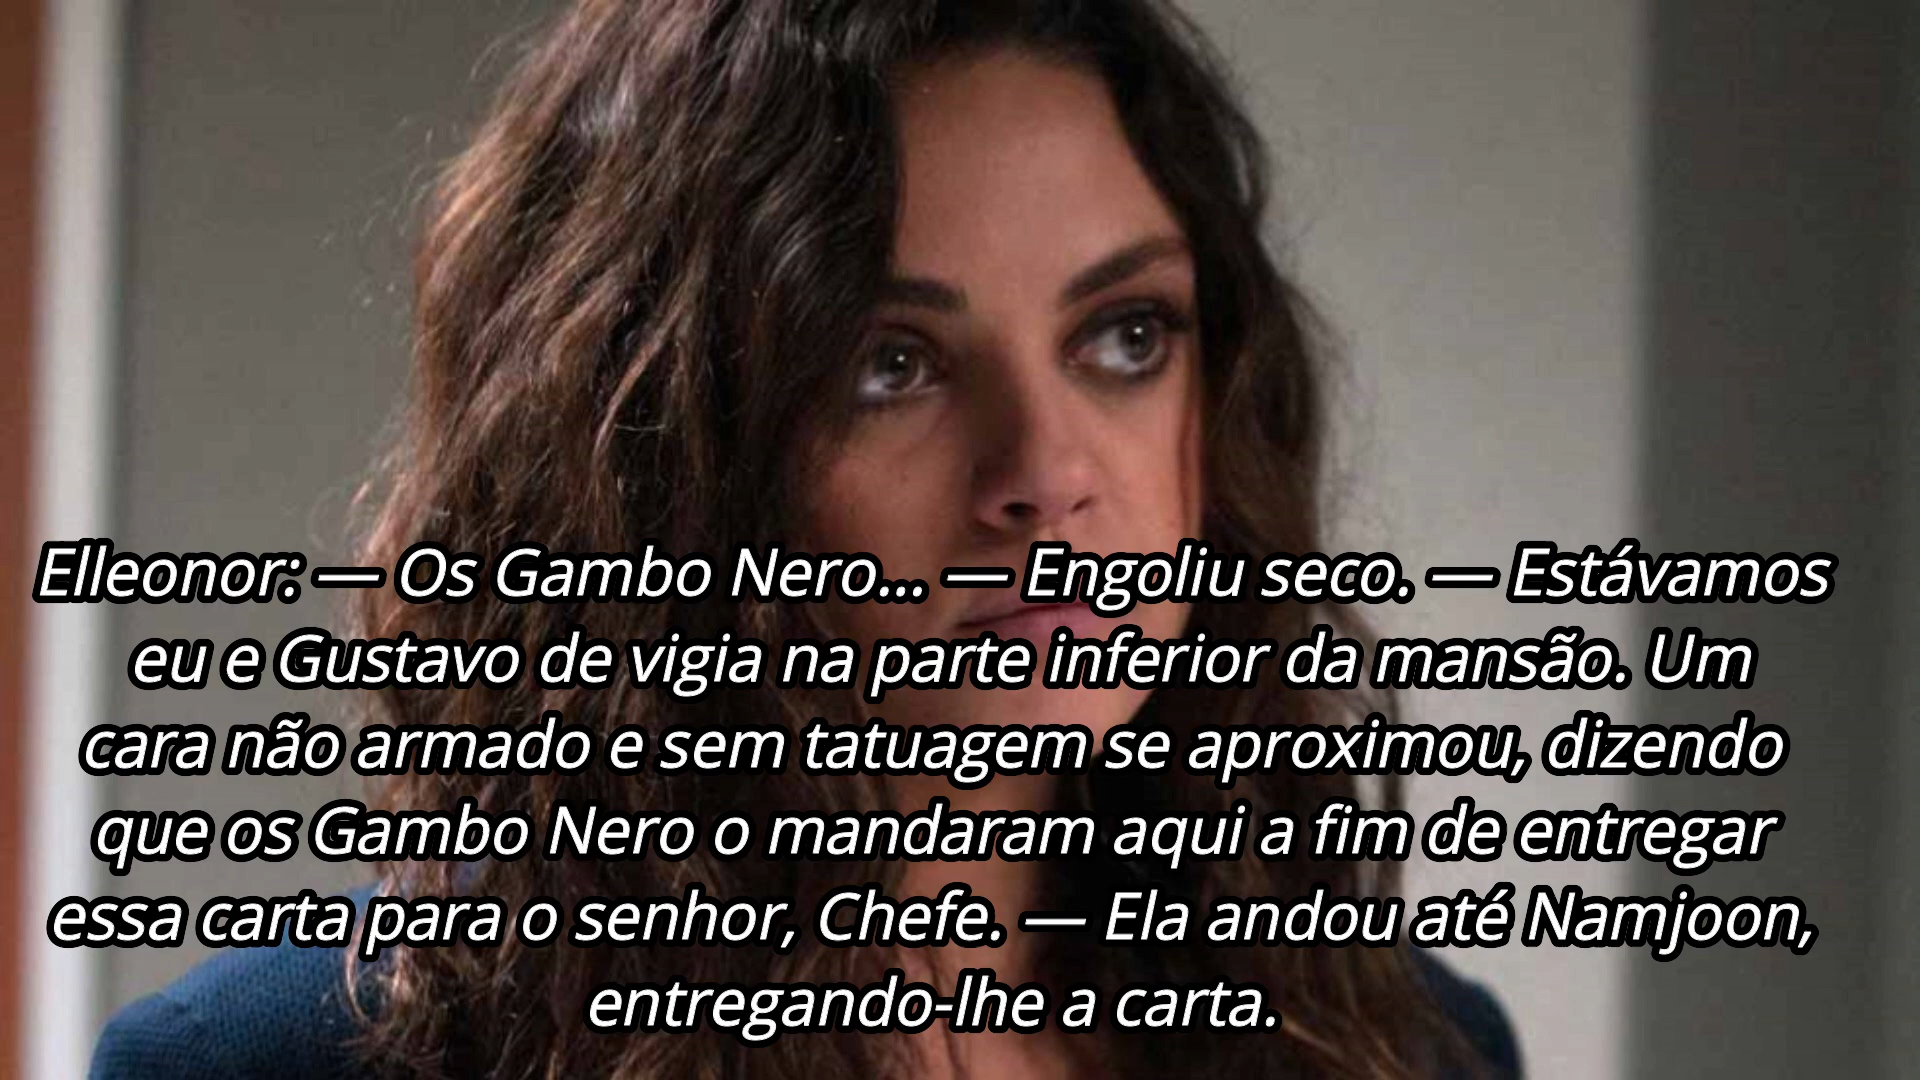 Elleonor: — Os Gambo Nero... — Engoliu seco. — Estávamos
eu e Gustavo de vigia na parte inferior da mansão. Um
cara não armado e sem tatuagem se aproximou, dizendo
que os Gambo Nero o mandaram aqui a fim de entregar
essa carta para o senhor, Chefe. — Ela andou até Namjoon,
entregando-lhe a carta.